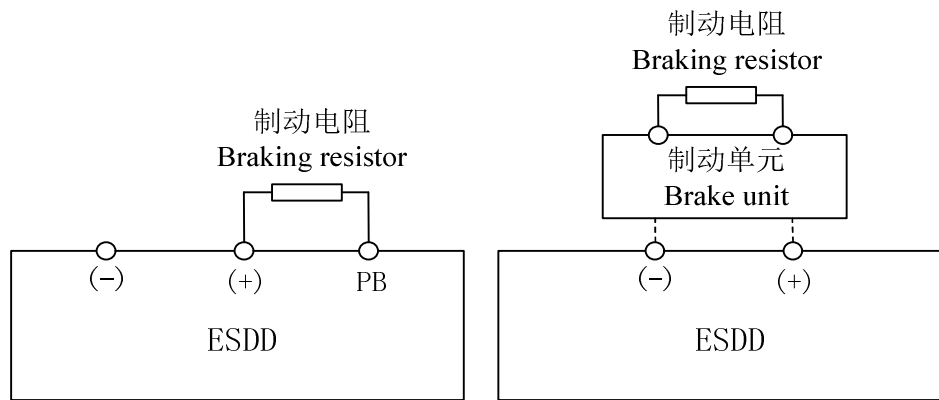 制动电阻
Braking resistor
(-)
(+)
PB
ESDD
制动电阻
Braking resistor
制动单元
Brake unit
(-)
(+)
ESDD